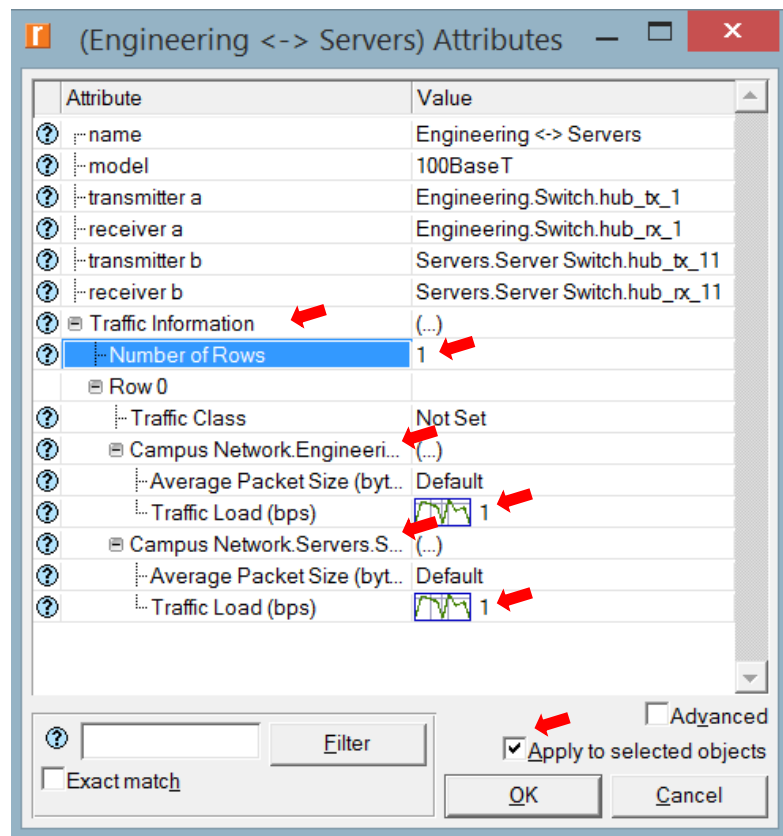 (Engineering <-> Servers) Attributes
Attribute Value
name Engineering <-> Servers
model 100BaseT
transmitter a Engineering.Switch.hub_tx_1
receiver a Engineering.Switch.hub_rx_1
transmitter b Servers.Server Switch.hub_tx_11
receiver b Servers.Server Switch.hub_rx_11
Traffic Information (...)
Number of Rows 1
Row 0
Traffic Class Not Set
Campus Network.Engineeri... (...)
Average Packet Size (byt... Default
Traffic Load (bps) 1
Campus Network.Servers.S... (...)
Average Packet Size (byt... Default
Traffic Load (bps) 1
Advanced
Filter
Apply to selected objects
Exact match
OK Cancel